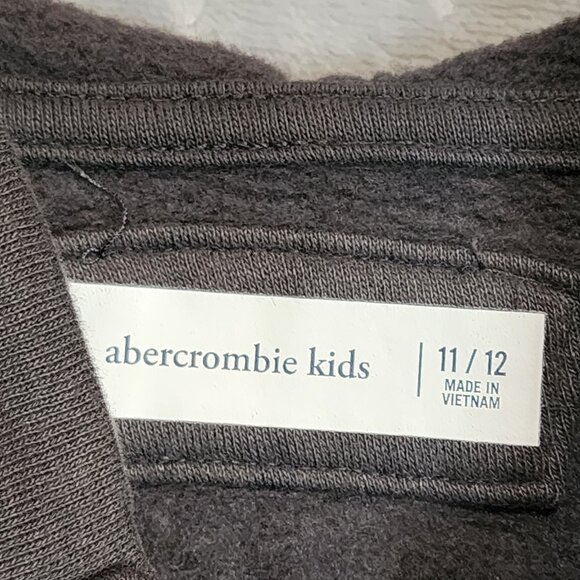 abercrombie kids
11 / 12
MADE IN
VIETNAM